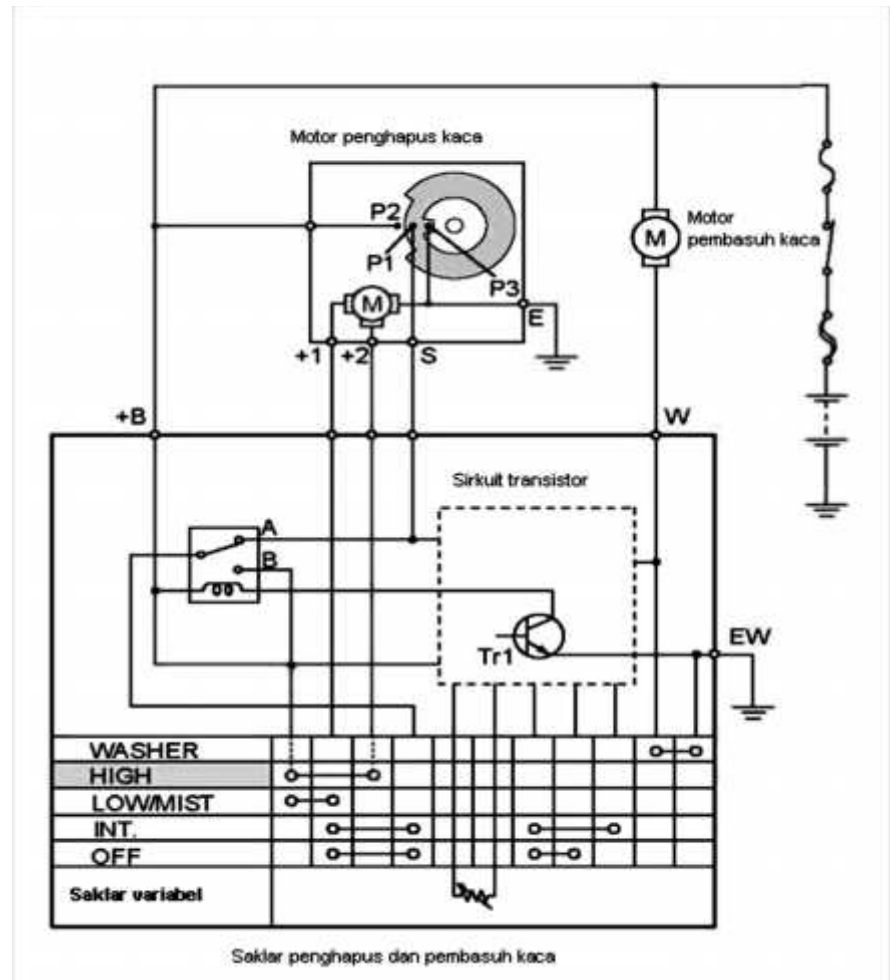 Motor penghapus kaca
P2
P1
P3
M
E
+1
+2
S
Motor
pembasuh kaca
M
+B
W
Sirkuit transistor
A
B
Tr1
EW
WASHER
HIGH
LOW/MIST
INT.
OFF
Saklar variabel
Saklar penghapus dan pembasuh kaca